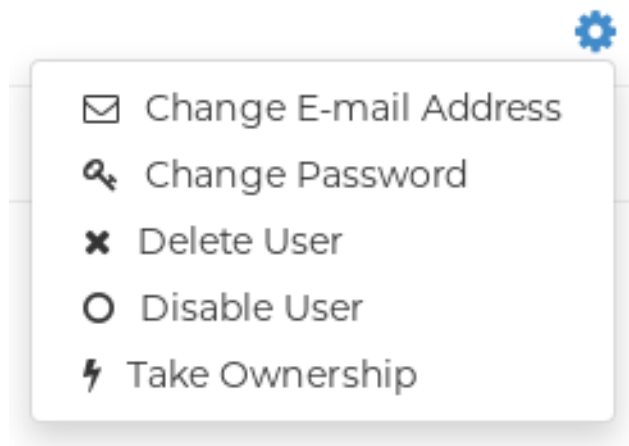 Change E-mail Address
Change Password
Delete User
Disable User
Take Ownership